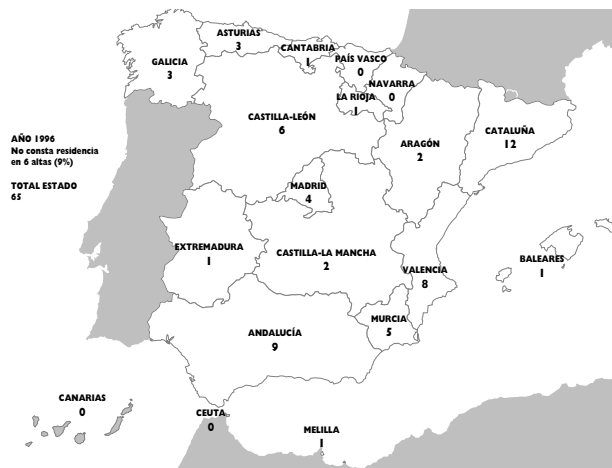 ASTURIAS
3
CANTABRIA
1
PAÍS VASCO
0
GALICIA
3
NAVARRA
0
LA RIOJA
1
CASTILLA-LEÓN
6
AÑO 1996
No consta residencia
en 6 altas (9%)
TOTAL ESTADO
65
ARAGÓN
2
CATALUÑA
12
MADRID
4
EXTREMADURA
1
CASTILLA-LA MANCHA
2
VALENCIA
8
BALEARES
1
MURCIA
5
ANDALUCÍA
9
CANARIAS
0
CEUTA
0
MELILLA
1